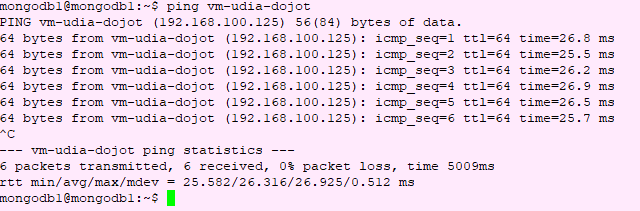 mongodb1@mongodb1:~$ ping vm-udia-dojot
PING vm-udia-dojot (192.168.100.125) 56(84) bytes of data.
64 bytes from vm-udia-dojot (192.168.100.125): icmp_seq=1 ttl=64 time=26.8 ms
64 bytes from vm-udia-dojot (192.168.100.125): icmp_seq=2 ttl=64 time=25.5 ms
64 bytes from vm-udia-dojot (192.168.100.125): icmp_seq=3 ttl=64 time=26.2 ms
64 bytes from vm-udia-dojot (192.168.100.125): icmp_seq=4 ttl=64 time=26.9 ms
64 bytes from vm-udia-dojot (192.168.100.125): icmp_seq=5 ttl=64 time=26.5 ms
64 bytes from vm-udia-dojot (192.168.100.125): icmp_seq=6 ttl=64 time=25.7 ms
^C
--- vm-udia-dojot ping statistics ---
6 packets transmitted, 6 received, 0% packet loss, time 5009ms
rtt min/avg/max/mdev = 25.582/26.316/26.925/0.512 ms
mongodb1@mongodb1:~$